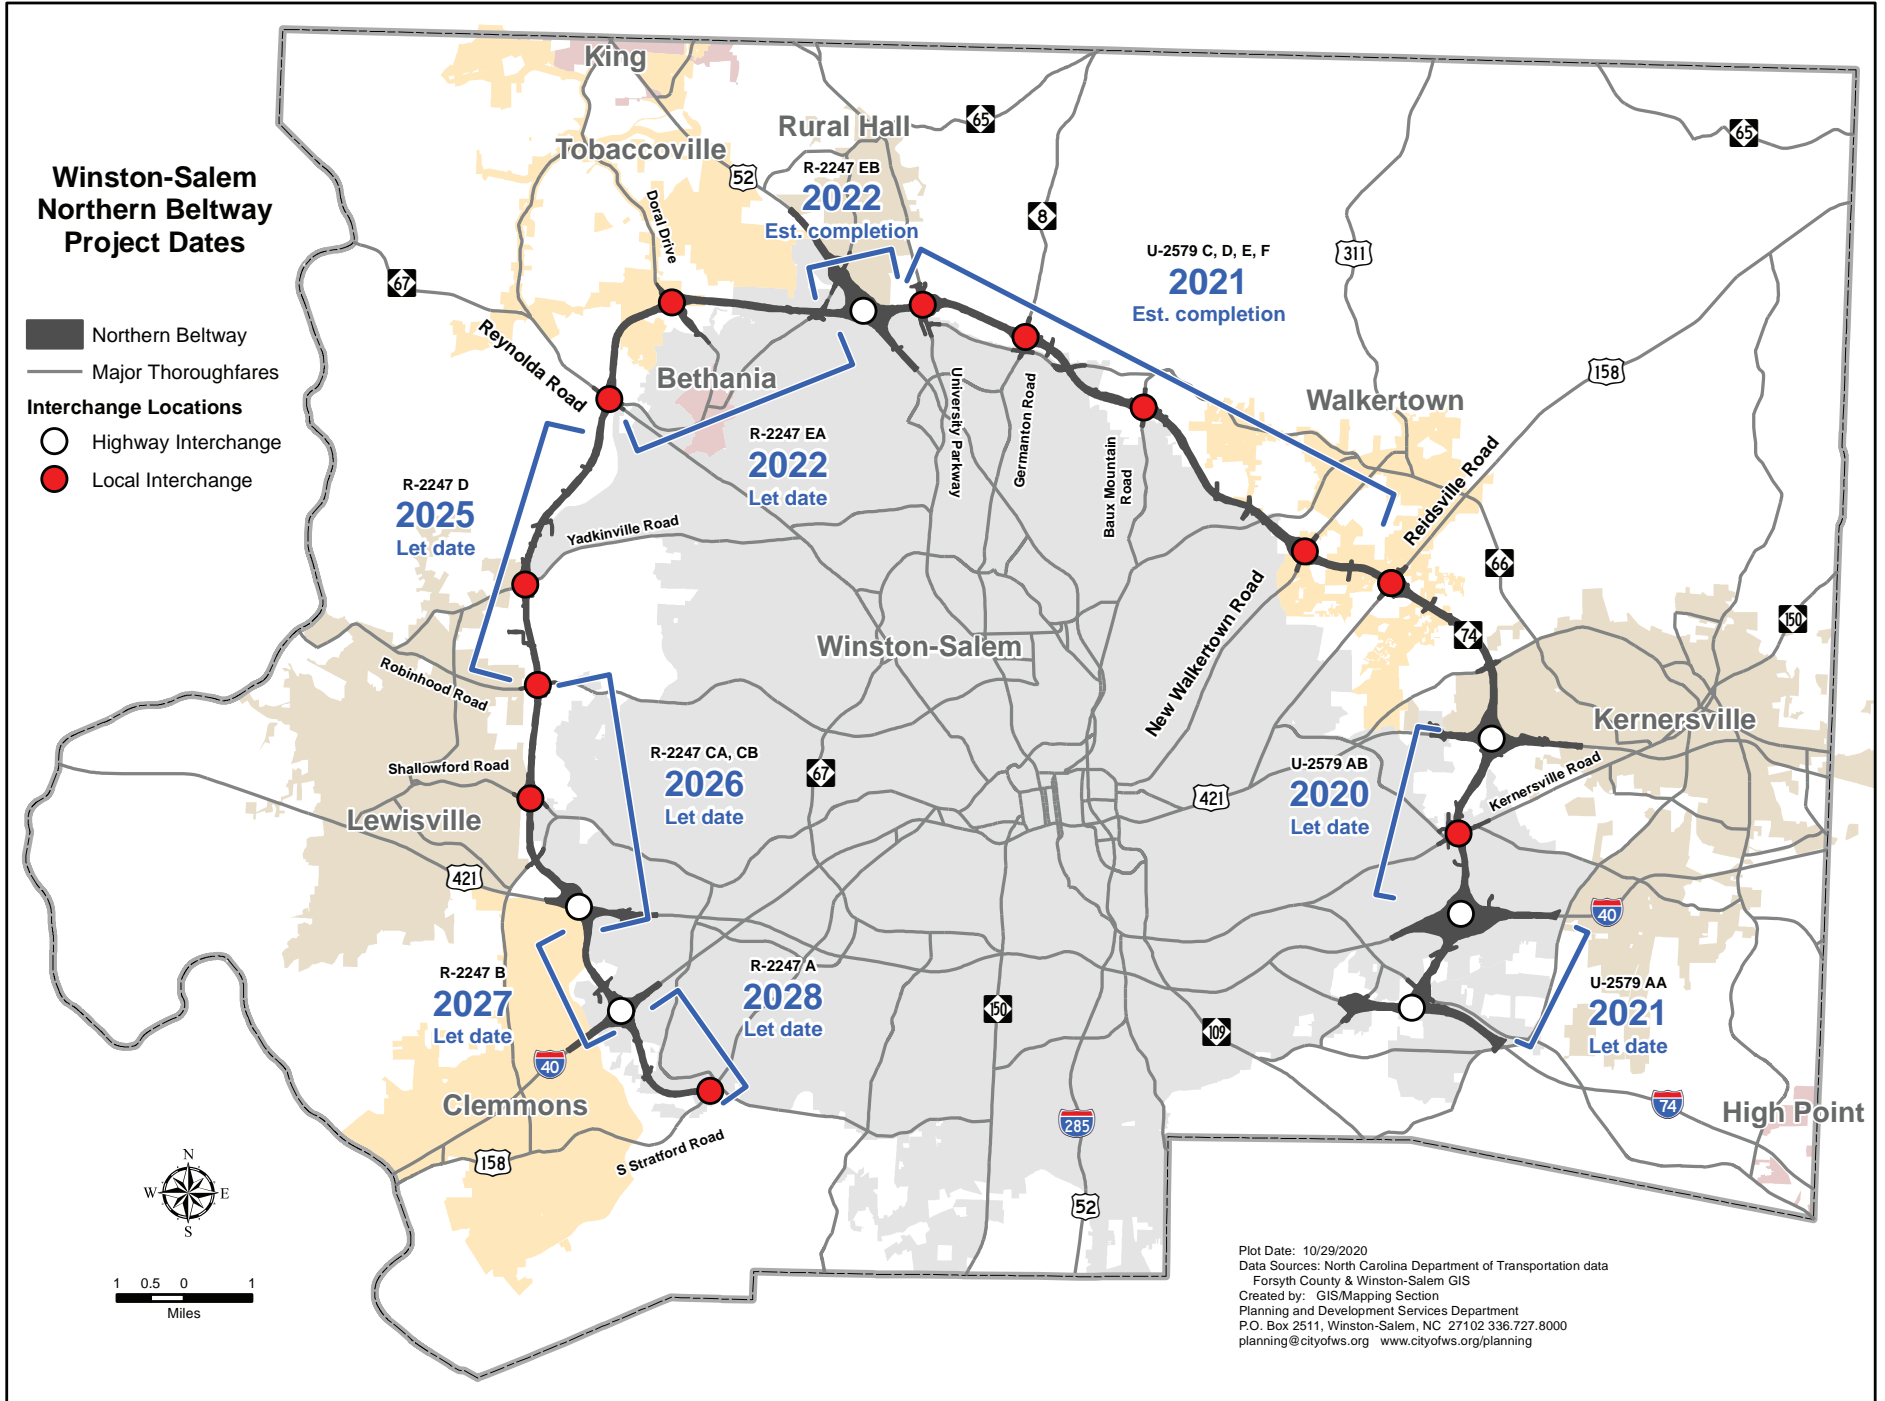 Winston-Salem
Northern Beltway
Project Dates
Northern Beltway
Major Thoroughfares
Interchange Locations
Highway Interchange
Local Interchange
King
Tobaccoville
Rural Hall
65
65
52
Doral Drive
R-2247 EB
2022
Est. completion
8
U-2579 C, D, E, F
2021
Est. completion
311
67
Reynolda Road
Bethania
University Parkway
Germanton Road
Baux Mountain
Road
158
Walkertown
Reidsville Road
R-2247 EA
2022
Let date
R-2247 D
2025
Let date
Yadkinville Road
New Walkertown Road
66
74
150
Winston-Salem
Robinhood Road
Kernersville
Shallowford Road
R-2247 CA, CB
2026
Let date
67
421
U-2579 AB
2020
Let date
Kernersville Road
Lewisville
421
40
R-2247 B
2027
Let date
R-2247 A
2028
Let date
150
109
U-2579 AA
2021
Let date
40
Clemmons
285
74
High Point
158
S Stratford Road
52
N
W
E
S
1 0.5 0 1
Miles
Plot Date: 10/29/2020
Data Sources: North Carolina Department of Transportation data
Forsyth County & Winston-Salem GIS
Created by: GIS/Mapping Section
Planning and Development Services Department
P.O. Box 2511, Winston-Salem, NC 27102 336.727.8000
planning@cityofws.org www.cityofws.org/planning